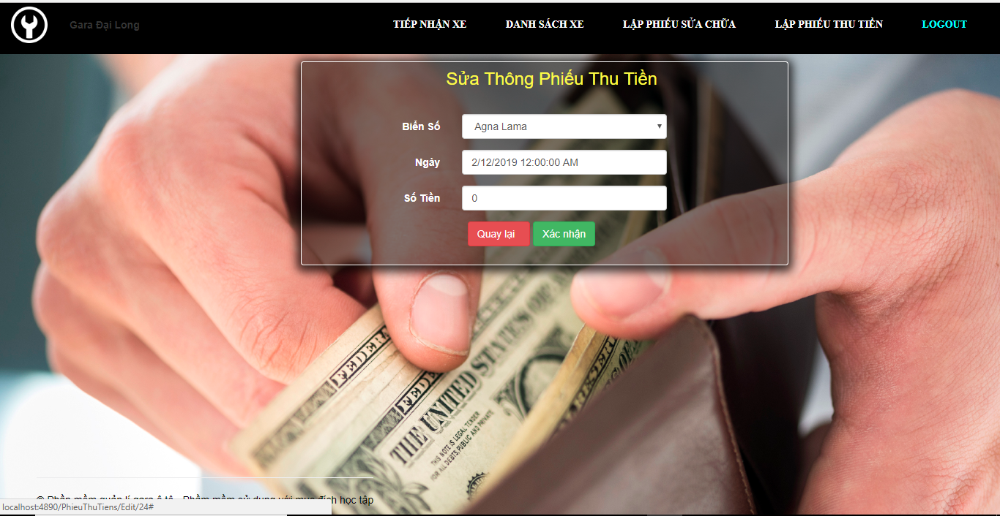 Gara Đại Long
TIẾP NHẬN XE
DANH SÁCH XE
LẬP PHIẾU SỬA CHỮA
LẬP PHIẾU THU TIỀN
LOGOUT
Sửa Thông Phiếu Thu Tiền
Biển Số
Agna Lama
Ngày
2/12/2019 12:00:00 AM
Số Tiền
0
Quay lại
Xác nhận
FEDERA
FEDE
THE UNITED STATES OF
THIS NOTE IS LEGAL TENDER
FOR ALL DEBTS, PUBLIC AND PRIVATE
© Phần mềm quản lí gara ô tô - Phầm mềm sử dụng với mục đích học tập
localhost:4890/PhieuThuTiens/Edit/24#